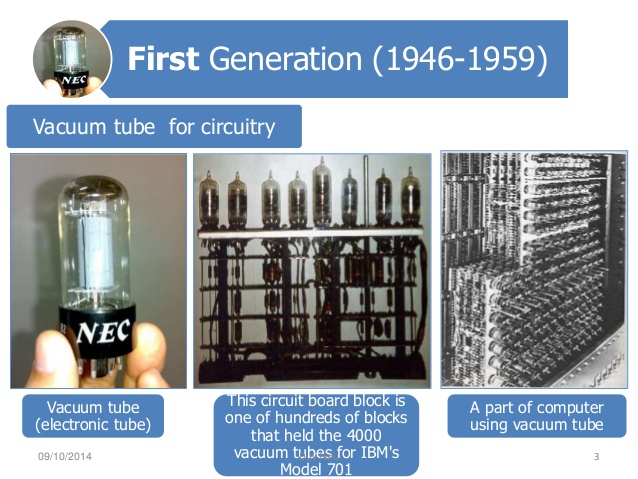 NEC
First Generation (1946-1959)
Vacuum tube for circuitry
NEC
Vacuum tube
(electronic tube)
This circuit board block is
one of hundreds of blocks
that held the 4000
vacuum tubes for IBM's
Model 701
A part of computer
using vacuum tube
09/10/2014
3